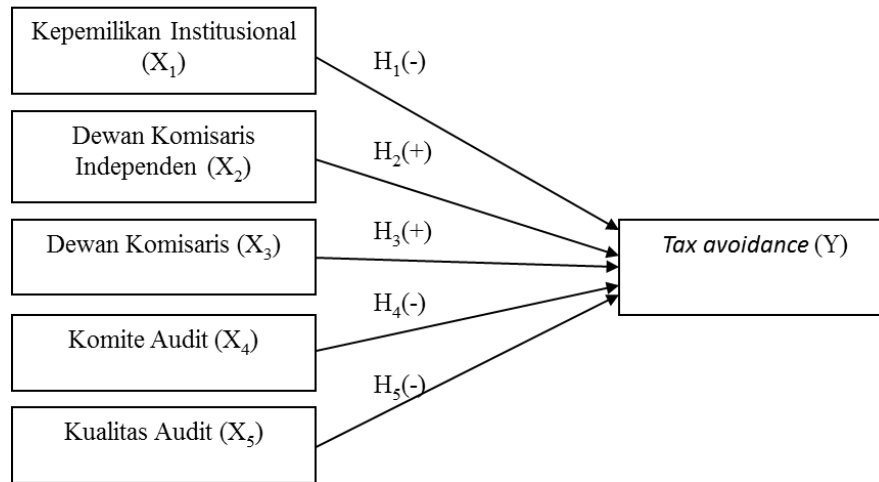 Kepemilikan Institusional
(X₁)
H₁(-)
Dewan Komisaris
Independen (X₂)
H₂(+)
Dewan Komisaris (X₃)
H₃(+)
Tax avoidance (Y)
Komite Audit (X₄)
H₄(-)
Kualitas Audit (X₅)
H₅(-)